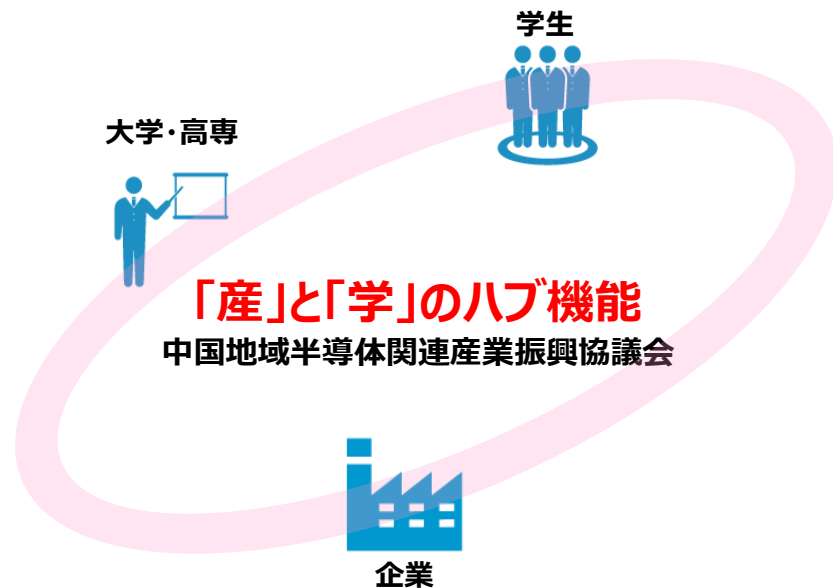 学生
大学・高専
「産」と「学」のハブ機能
中国地域半導体関連産業振興協議会
企業